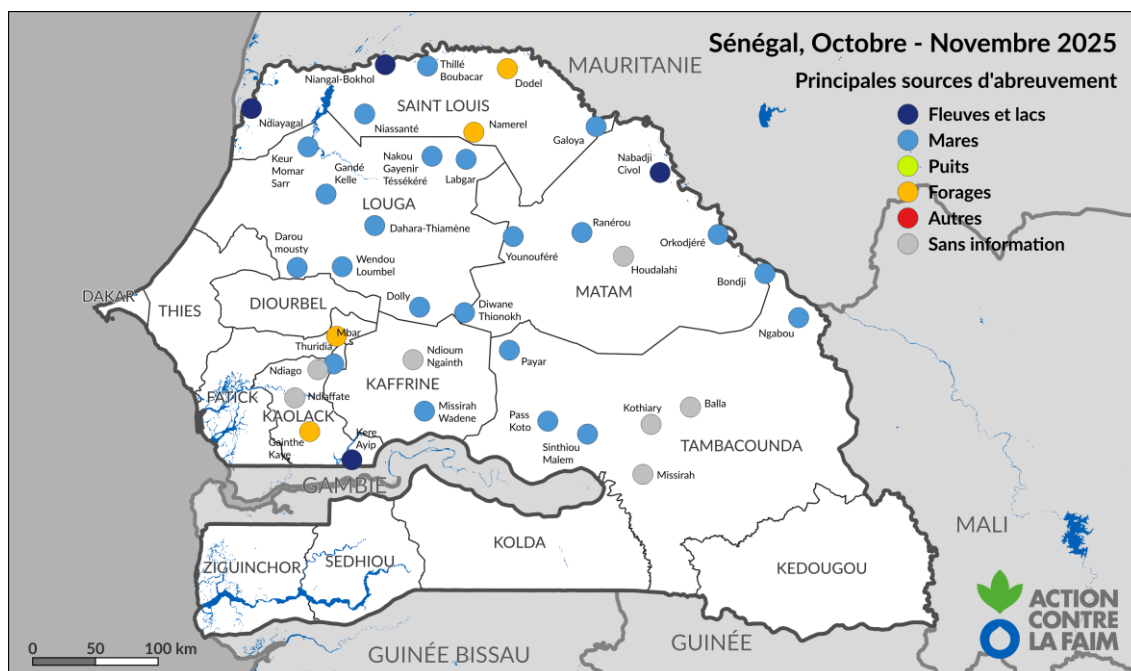 Sénégal, Octobre - Novembre 2025
Principales sources d'abreuvement
Fleuves et lacs
Mares
Puits
Forages
Autres
Sans information
MAURITANIE
Niangal-Bokhol
Thillé
Boubacar
Dodel
SAINT LOUIS
Ndiayagal
Niassanté
Namerel
Galoya
Keur
Momar
Sarr
Gandé
Kelle
Nakou
Gayenir
Téssékéré
Labgar
Nabadji
Civol
LOUGA
Dahara-Thiamène
Ranérou
Orkodjéré
Younouféré
Houdalahi
Darou
mousty
Wendou
Loumbel
Bondji
DAKAR
THIES
DIOURBEL
Dolly
Diwane
Thionokh
MATAM
Ngabou
Mbar
Thuridia
Ndiago
Ndioum
Ngainth
Payar
KAFFRINE
FATICK
Ndiaffate
KAOLACK
Missirah
Wadene
Pass
Koto
Kothiary
Balla
Gainthe
Kaye
Kere
Ayip
Sinthiou
Malem
TAMBACOUNDA
Missirah
GAMBIE
MALI
ZIGUINCHOR
SEDHIOU
KOLDA
KEDOUGOU
GUINÉE BISSAU
GUINÉE
0 50 100 km
ACTION
CONTRE
LA FAIM